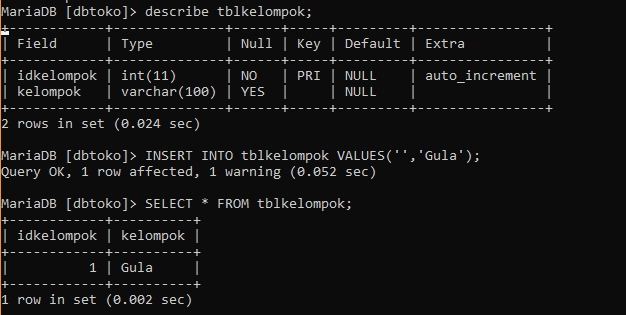 MariaDB [dbtoko]> describe tblkelompok;
+------------+--------------+------+-----+---------+----------------+
| Field      | Type         | Null | Key | Default | Extra          |
+------------+--------------+------+-----+---------+----------------+
| idkelompok | int(11)      | NO   | PRI | NULL    | auto_increment |
| kelompok   | varchar(100) | YES  |     | NULL    |                |
+------------+--------------+------+-----+---------+----------------+
2 rows in set (0.024 sec)
MariaDB [dbtoko]> INSERT INTO tblkelompok VALUES('','Gula');
Query OK, 1 row affected, 1 warning (0.052 sec)
MariaDB [dbtoko]> SELECT * FROM tblkelompok;
+------------+----------+
| idkelompok | kelompok |
+------------+----------+
|          1 | Gula     |
+------------+----------+
1 row in set (0.002 sec)